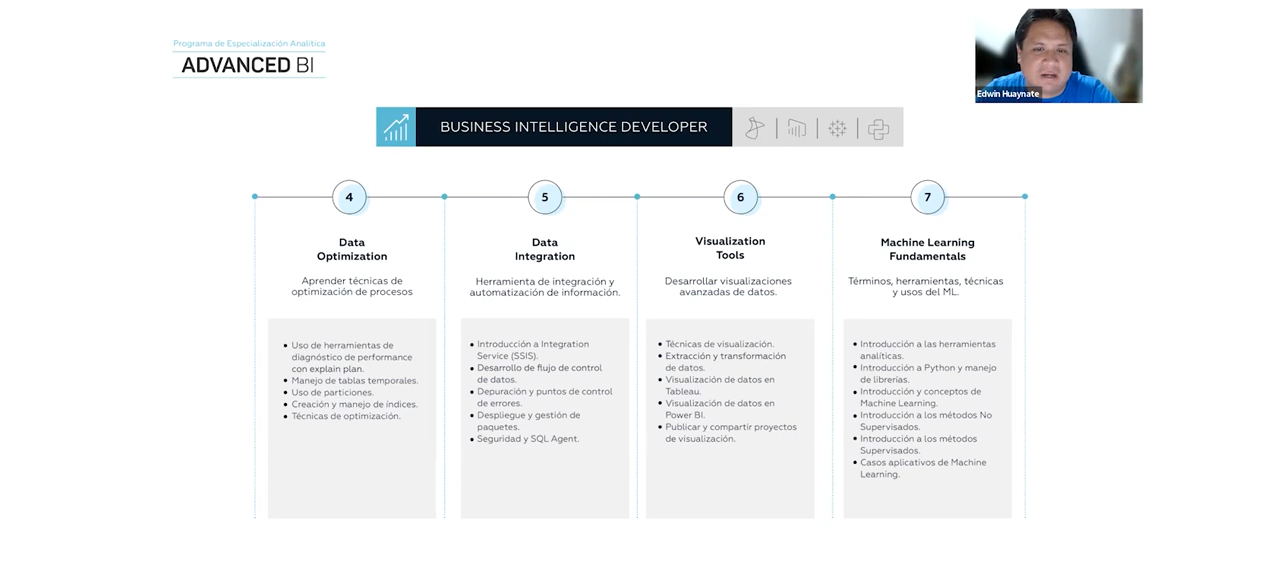 Programa de Especialización Analítica
ADVANCED BI
Edwin Huaynate
BUSINESS INTELLIGENCE DEVELOPER
4
Data
Optimization
Aprender técnicas de
optimización de procesos
Uso de herramientas de
diagnóstico de performance
con explain plan.
Manejo de tablas temporales.
Uso de particiones.
Creación y manejo de índices.
Técnicas de optimización.
5
Data
Integration
Herramienta de integración y
automatización de información.
Introducción a Integration
Service (SSIS).
Desarrollo de flujo de control
de datos.
Depuración y puntos de control
de errores.
Despliegue y gestión de
paquetes.
Seguridad y SQL Agent.
6
Visualization
Tools
Desarrollar visualizaciones
avanzadas de datos.
Técnicas de visualización.
Extracción y transformación
de datos.
Visualización de datos en
Tableau.
Visualización de datos en
Power BI.
Publicar y compartir proyectos
de visualización.
7
Machine Learning
Fundamentals
Términos, herramientas, técnicas
y usos del ML.
Introducción a las herramientas
analíticas.
Introducción a Python y manejo
de librerías.
Introducción y conceptos de
Machine Learning.
Introducción a los métodos No
Supervisados.
Introducción a los métodos
Supervisados.
Casos aplicativos de Machine
Learning.